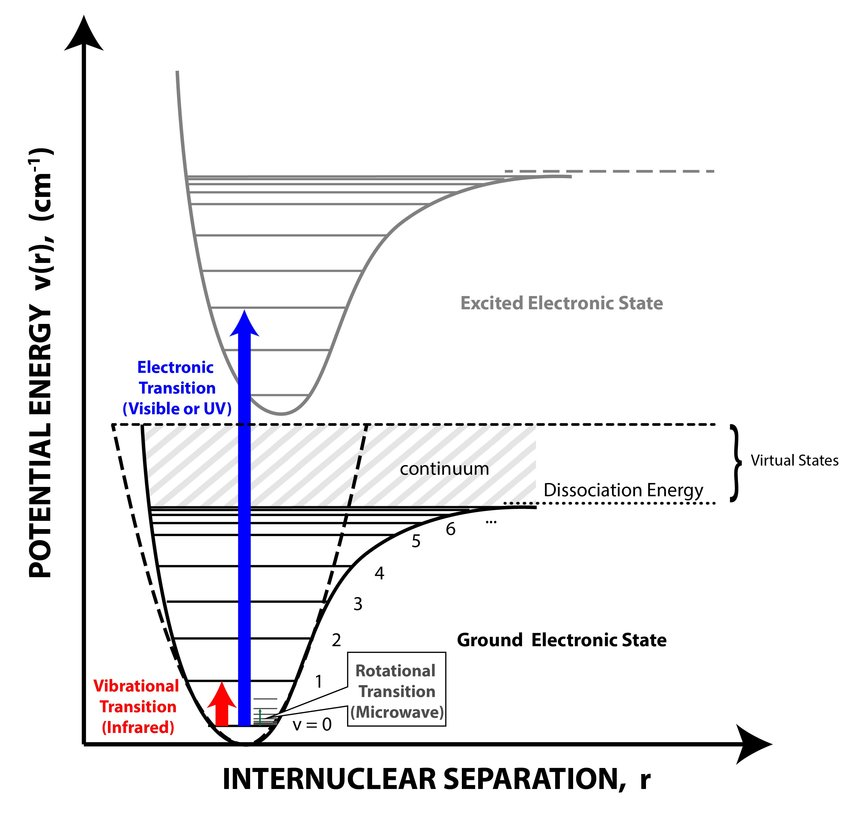 POTENTIAL ENERGY v(r), (cm⁻¹)
Excited Electronic State
Electronic
Transition
(Visible or UV)
continuum
Virtual States
Dissociation Energy
...
6
5
4
3
2
1
v = 0
Ground Electronic State
Rotational
Transition
(Microwave)
Vibrational
Transition
(Infrared)
INTERNUCLEAR SEPARATION, r